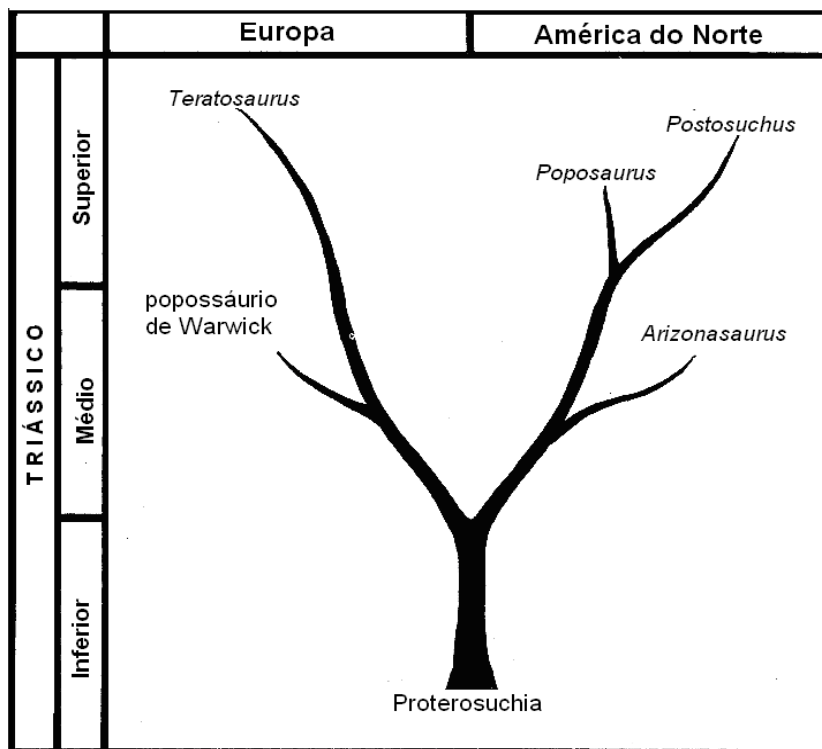 Europa
América do Norte
TRIÁSSICO
Superior
Médio
Inferior
Teratosaurus
Postosuchus
Poposaurus
popossáurio
de Warwick
Arizonasaurus
Proterosuchia